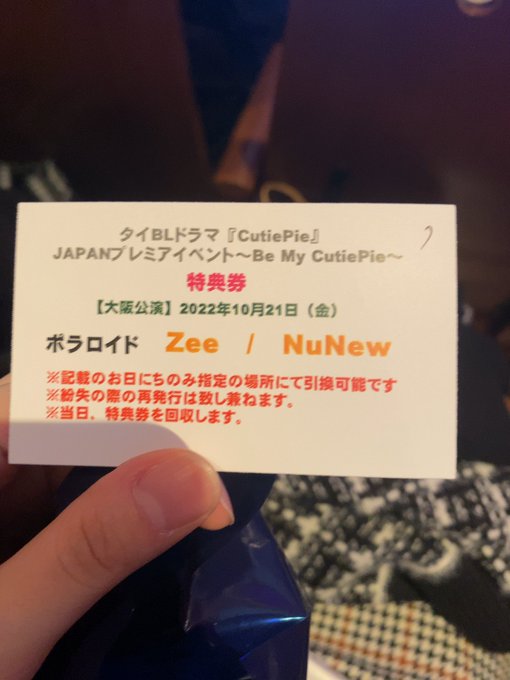 タイBLドラマ『CutiePie』
JAPANプレミアイベント～Be My CutiePie～
特典券
【大阪公演】2022年10月21日（金）
ポラロイド Zee / NuNew
※記載のお日にちのみ指定の場所にて引換可能です
※紛失の際の再発行は致し兼ねます。
※当日、特典券を回収します。